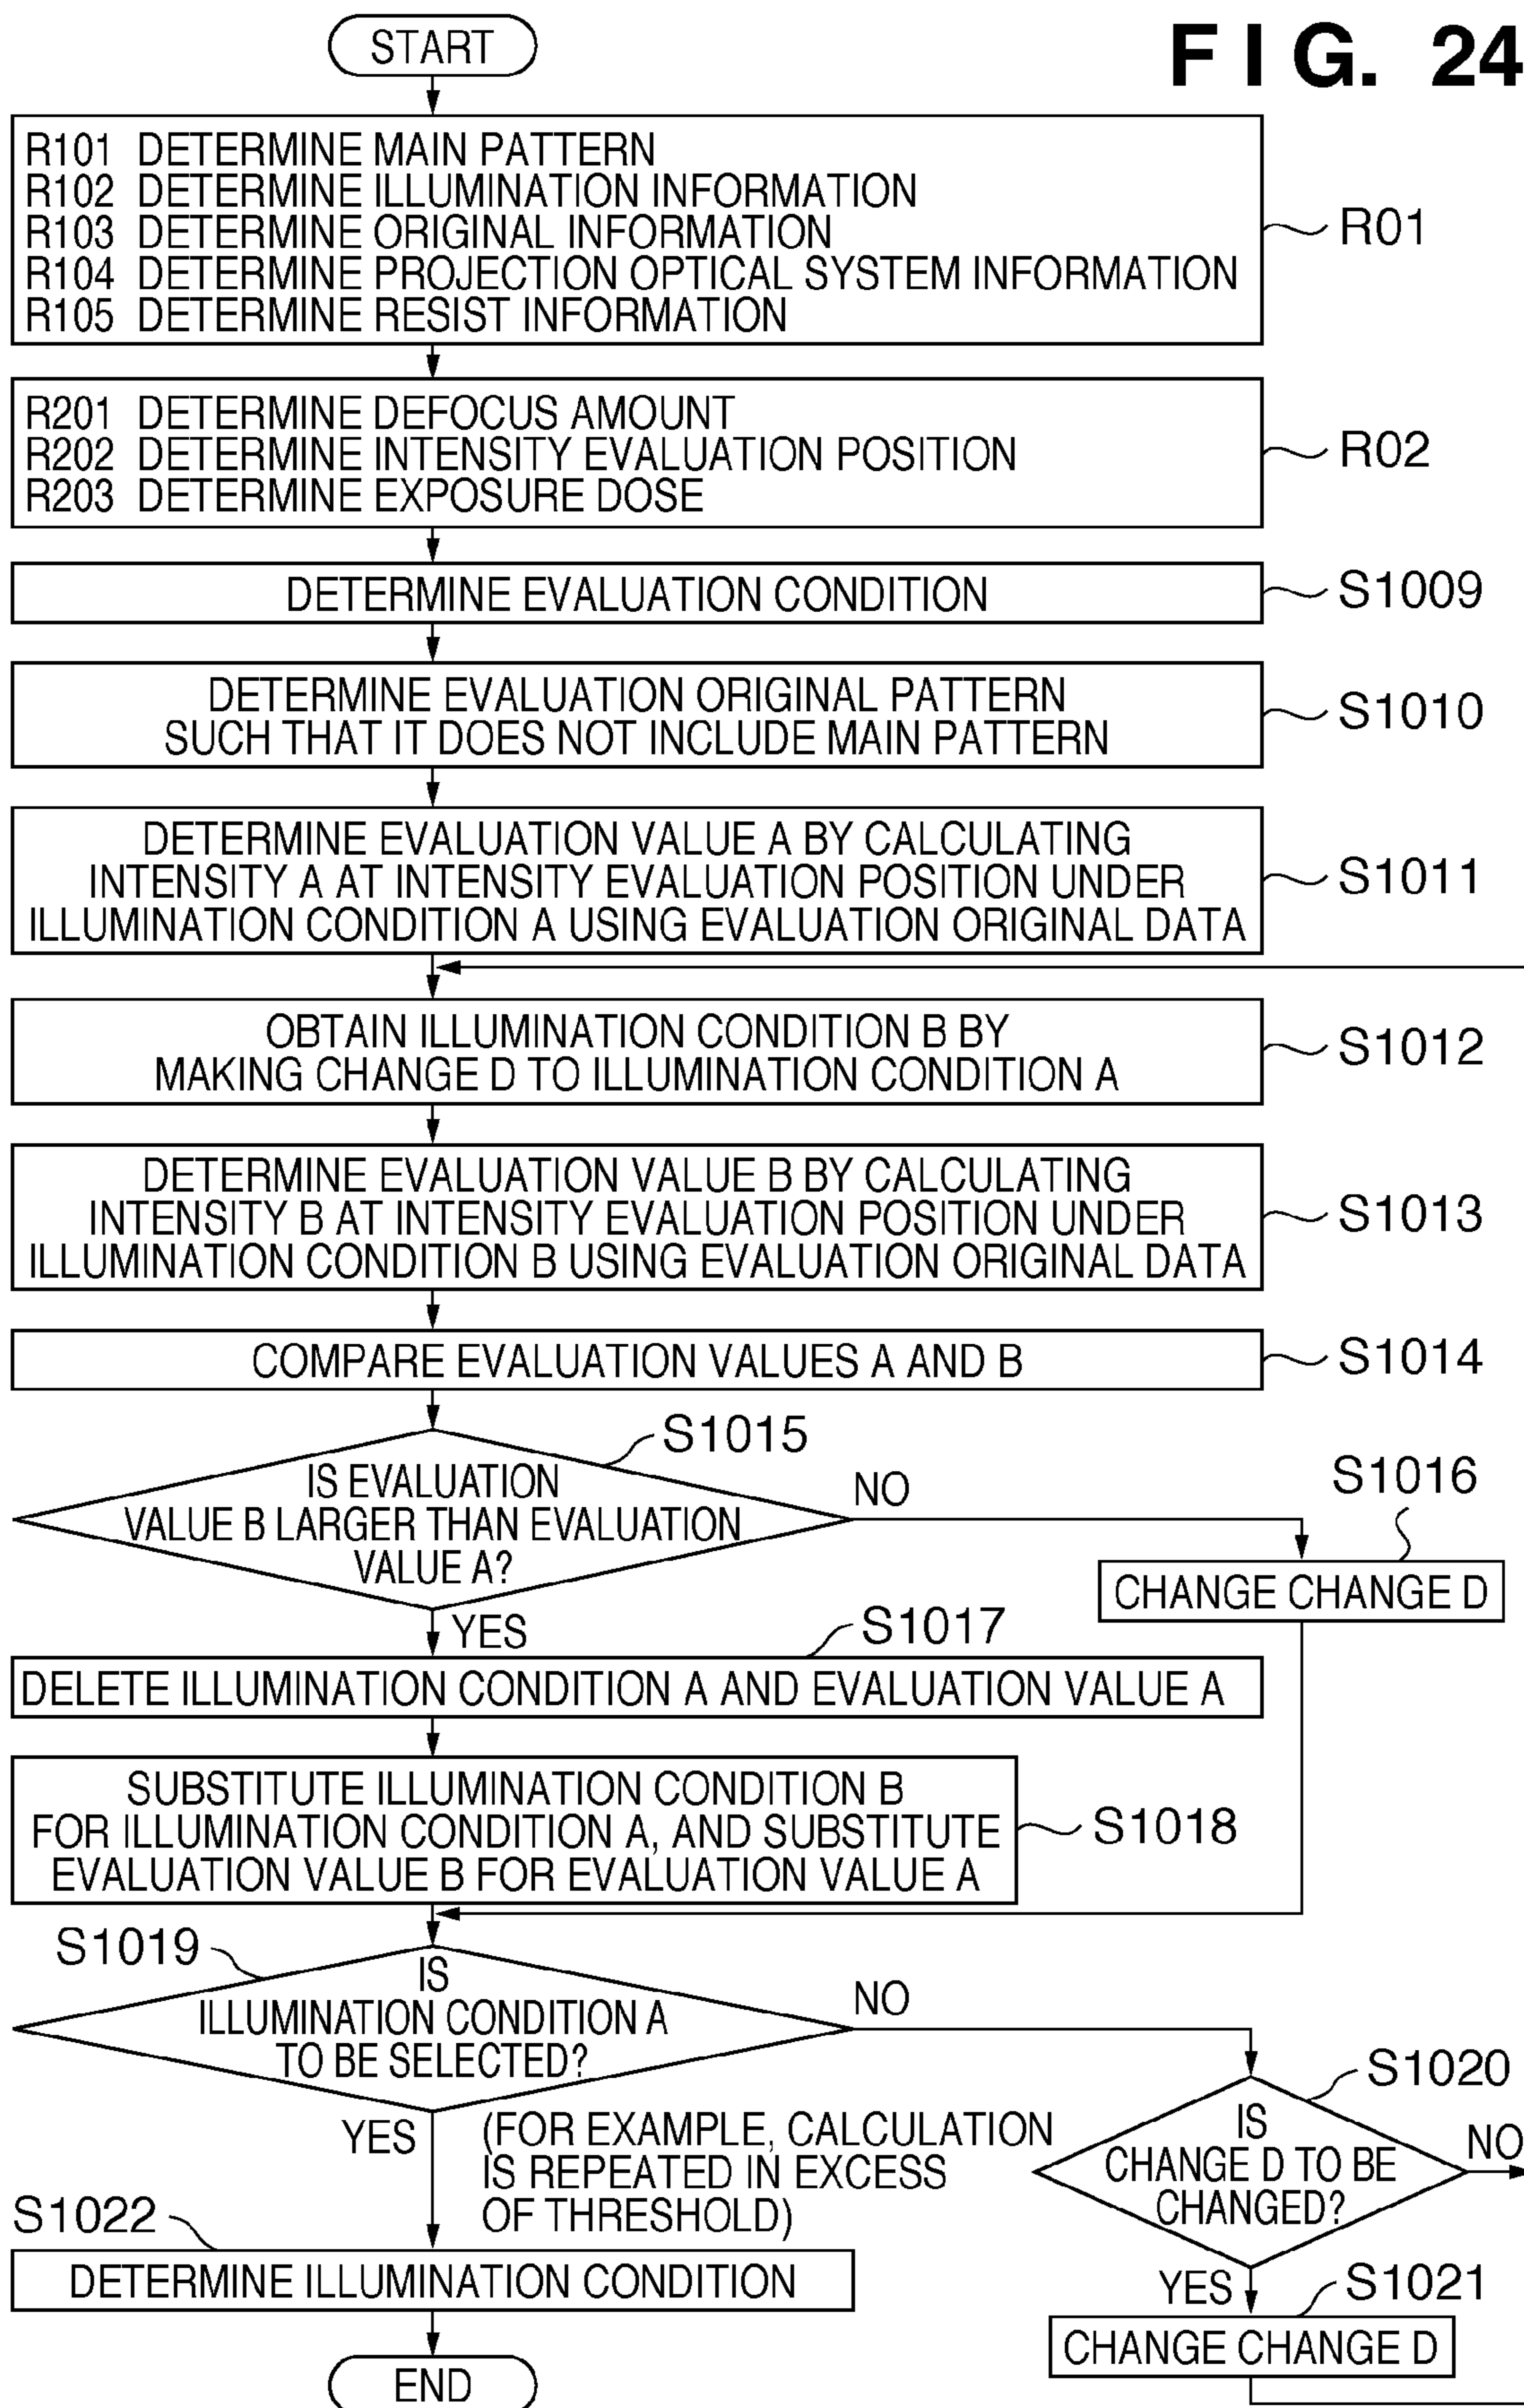 START
FIG. 24
R101 DETERMINE MAIN PATTERN
R102 DETERMINE ILLUMINATION INFORMATION
R103 DETERMINE ORIGINAL INFORMATION
R104 DETERMINE PROJECTION OPTICAL SYSTEM INFORMATION
R105 DETERMINE RESIST INFORMATION
R01
R201 DETERMINE DEFOCUS AMOUNT
R202 DETERMINE INTENSITY EVALUATION POSITION
R203 DETERMINE EXPOSURE DOSE
R02
DETERMINE EVALUATION CONDITION
S1009
DETERMINE EVALUATION ORIGINAL PATTERN
SUCH THAT IT DOES NOT INCLUDE MAIN PATTERN
S1010
DETERMINE EVALUATION VALUE A BY CALCULATING
INTENSITY A AT INTENSITY EVALUATION POSITION UNDER
ILLUMINATION CONDITION A USING EVALUATION ORIGINAL DATA
S1011
OBTAIN ILLUMINATION CONDITION B BY
MAKING CHANGE D TO ILLUMINATION CONDITION A
S1012
DETERMINE EVALUATION VALUE B BY CALCULATING
INTENSITY B AT INTENSITY EVALUATION POSITION UNDER
ILLUMINATION CONDITION B USING EVALUATION ORIGINAL DATA
S1013
COMPARE EVALUATION VALUES A AND B
S1014
S1015
IS EVALUATION
VALUE B LARGER THAN EVALUATION
VALUE A?
NO
S1016
CHANGE CHANGE D
YES
S1017
DELETE ILLUMINATION CONDITION A AND EVALUATION VALUE A
SUBSTITUTE ILLUMINATION CONDITION B
FOR ILLUMINATION CONDITION A, AND SUBSTITUTE
EVALUATION VALUE B FOR EVALUATION VALUE A
S1018
S1019
IS
ILLUMINATION CONDITION A
TO BE SELECTED?
NO
S1020
IS
CHANGE D TO BE
CHANGED?
NO
YES
(FOR EXAMPLE, CALCULATION
IS REPEATED IN EXCESS
OF THRESHOLD)
S1022
DETERMINE ILLUMINATION CONDITION
YES
S1021
CHANGE CHANGE D
END